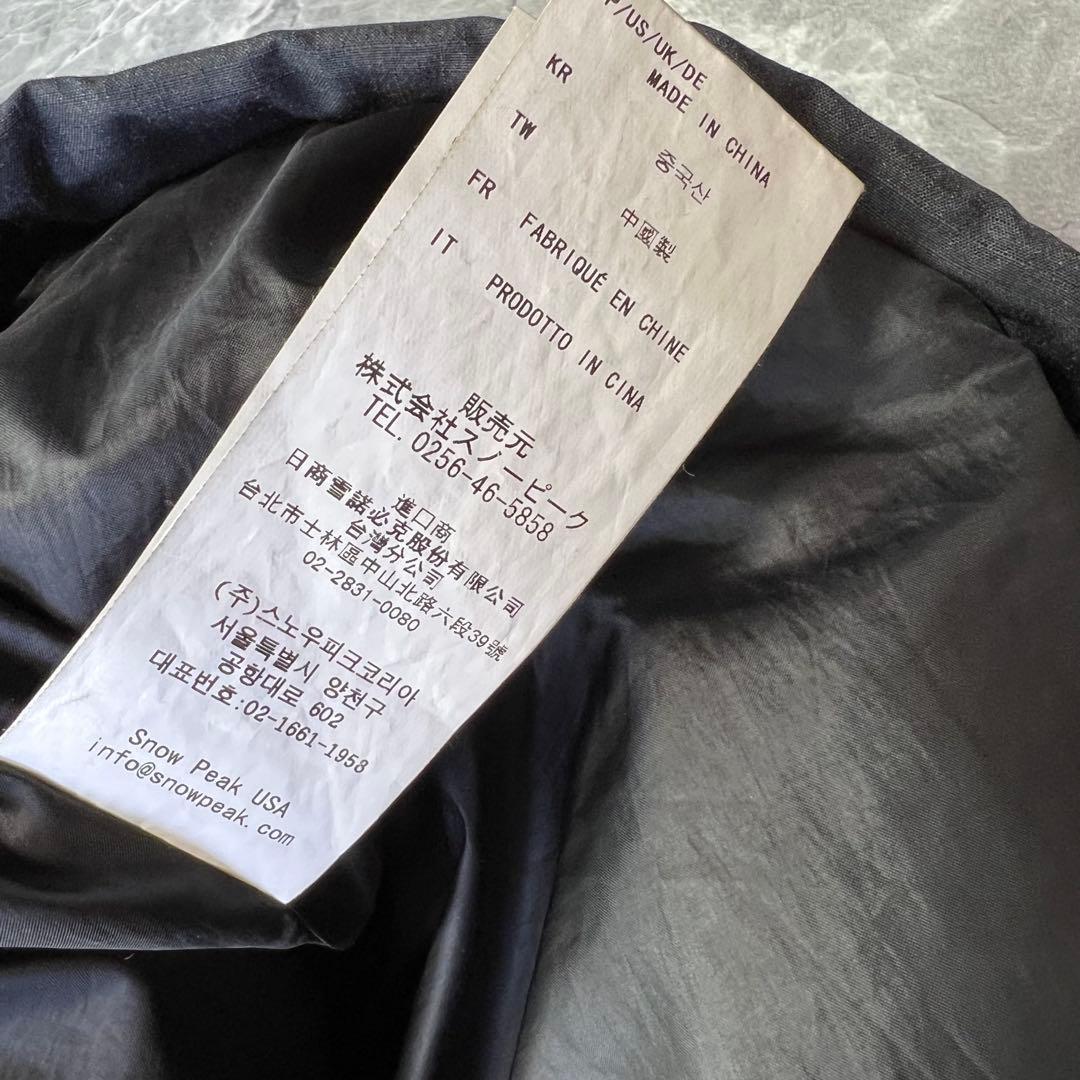 P/US/UK/DE MADE IN CHINA
KR 중국산
TW 中國製
FR FABRIQUÉ EN CHINE
IT PRODOTTO IN CINA
販売元
株式会社スノーピーク
TEL. 0256-46-5858
進口商
日商雪諾必克股份有限公司
台灣分公司
台北市士林區中山北路六段39號
02-2831-0080
(주)스노우피크코리아
서울특별시 양천구
공항대로 602
대표번호:02-1661-1958
Snow Peak USA
info@snowpeak.com